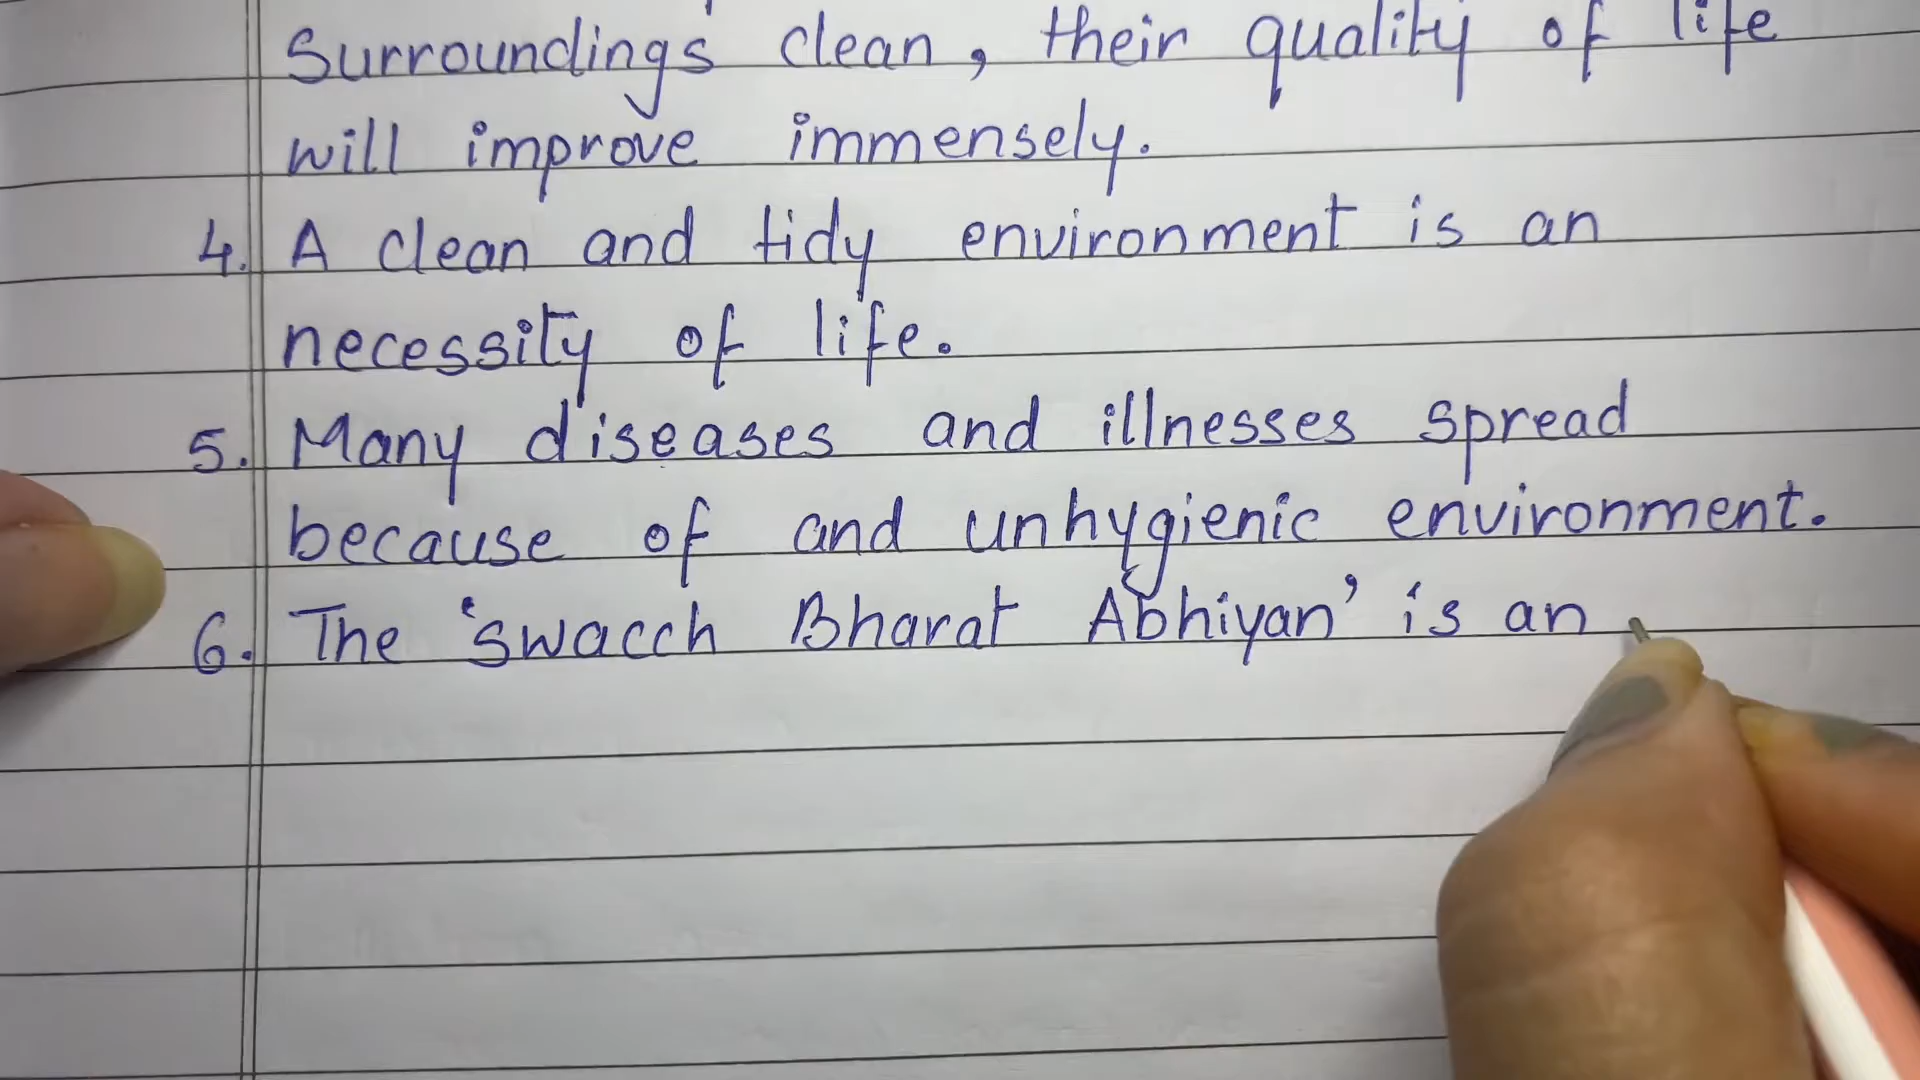 Surroundings clean, their quality of life
will improve immensely.
4. A clean and tidy environment is an
necessity of life.
5. Many diseases and illnesses spread
because of and unhygienic environment.
6. The 'swacch Bharat Abhiyan' is an